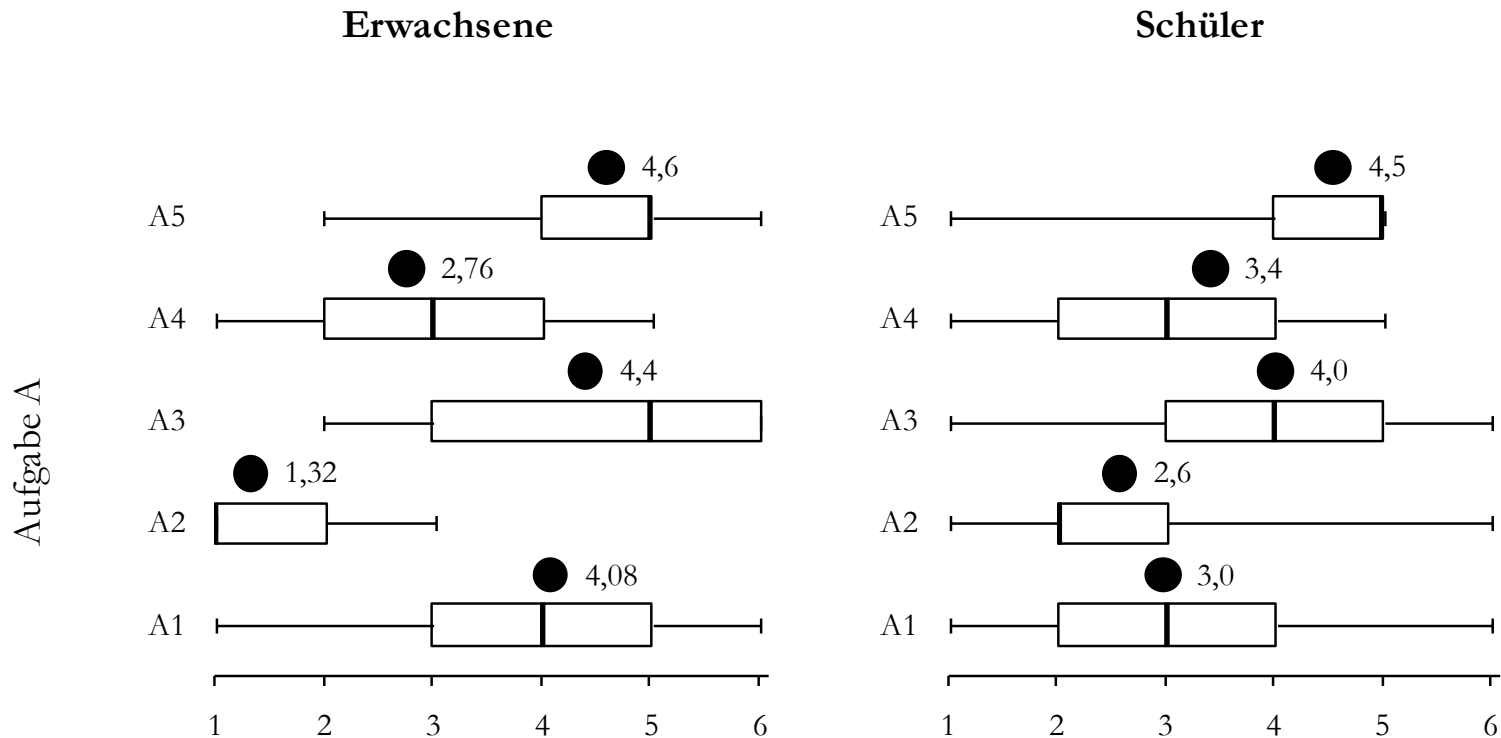 Erwachsene
Schüler
Aufgabe A
4,6
A5
2,76
A4
4,4
A3
1,32
A2
4,08
A1
1 2 3 4 5 6
4,5
A5
3,4
A4
4,0
A3
2,6
A2
3,0
A1
1 2 3 4 5 6